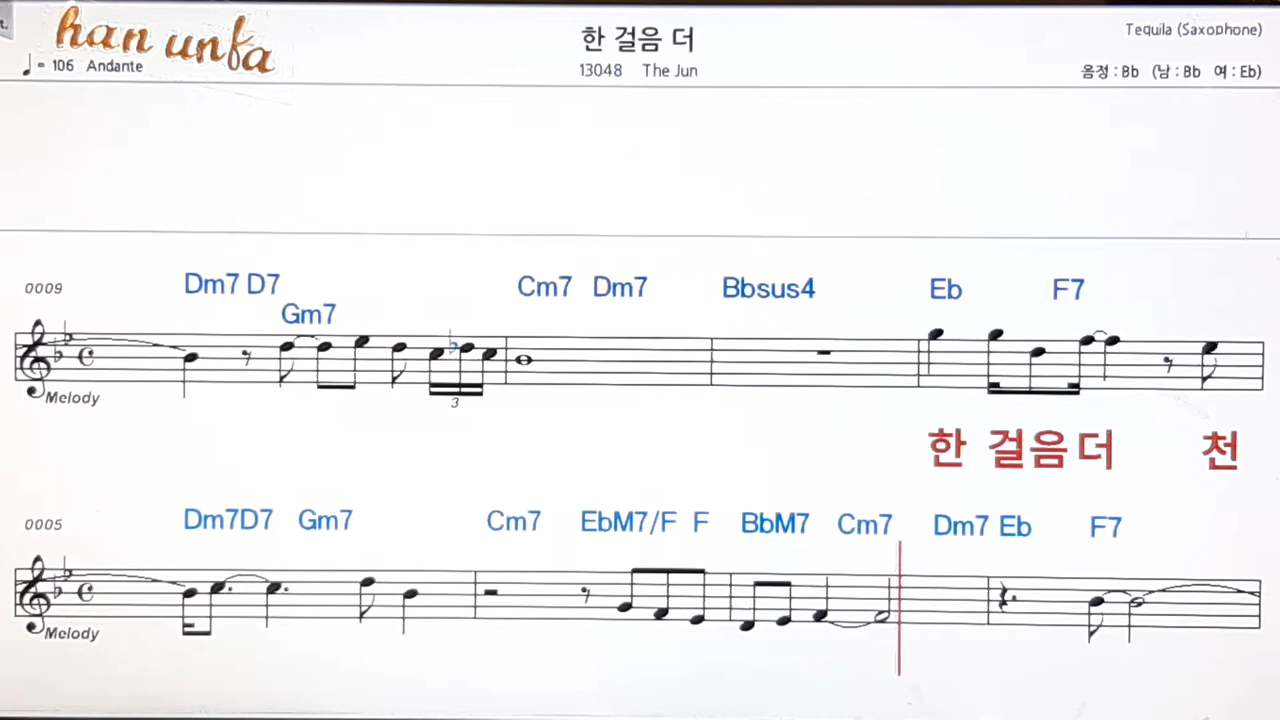 han unfa
♩= 106 Andante
한 걸음 더
13048 The Jun
Tequila (Saxophone)
음정 : Bb (남 : Bb 여 : Eb)
0009
Dm7 D7 Gm7 Cm7 Dm7 Bbsus4 Eb F7
Melody
3
한 걸음 더 천
0005
Dm7 D7 Gm7 Cm7 EbM7/F F BbM7 Cm7 Dm7 Eb F7
Melody